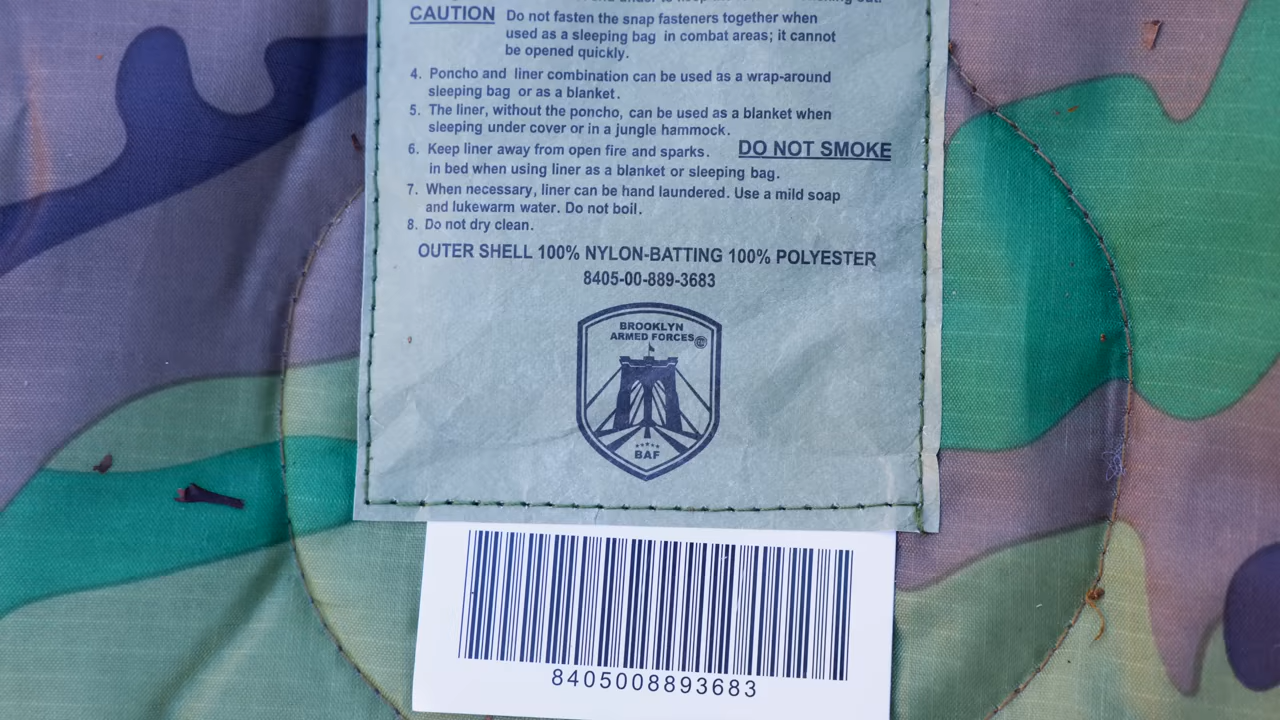 CAUTION Do not fasten the snap fasteners together when
used as a sleeping bag in combat areas; it cannot
be opened quickly.
4. Poncho and liner combination can be used as a wrap-around
sleeping bag or as a blanket.
5. The liner, without the poncho, can be used as a blanket when
sleeping under cover or in a jungle hammock.
6. Keep liner away from open fire and sparks. DO NOT SMOKE
in bed when using liner as a blanket or sleeping bag.
7. When necessary, liner can be hand laundered. Use a mild soap
and lukewarm water. Do not boil.
8. Do not dry clean.
OUTER SHELL 100% NYLON-BATTING 100% POLYESTER
8405-00-889-3683
BROOKLYN
ARMED FORCES
BAF
8405008893683